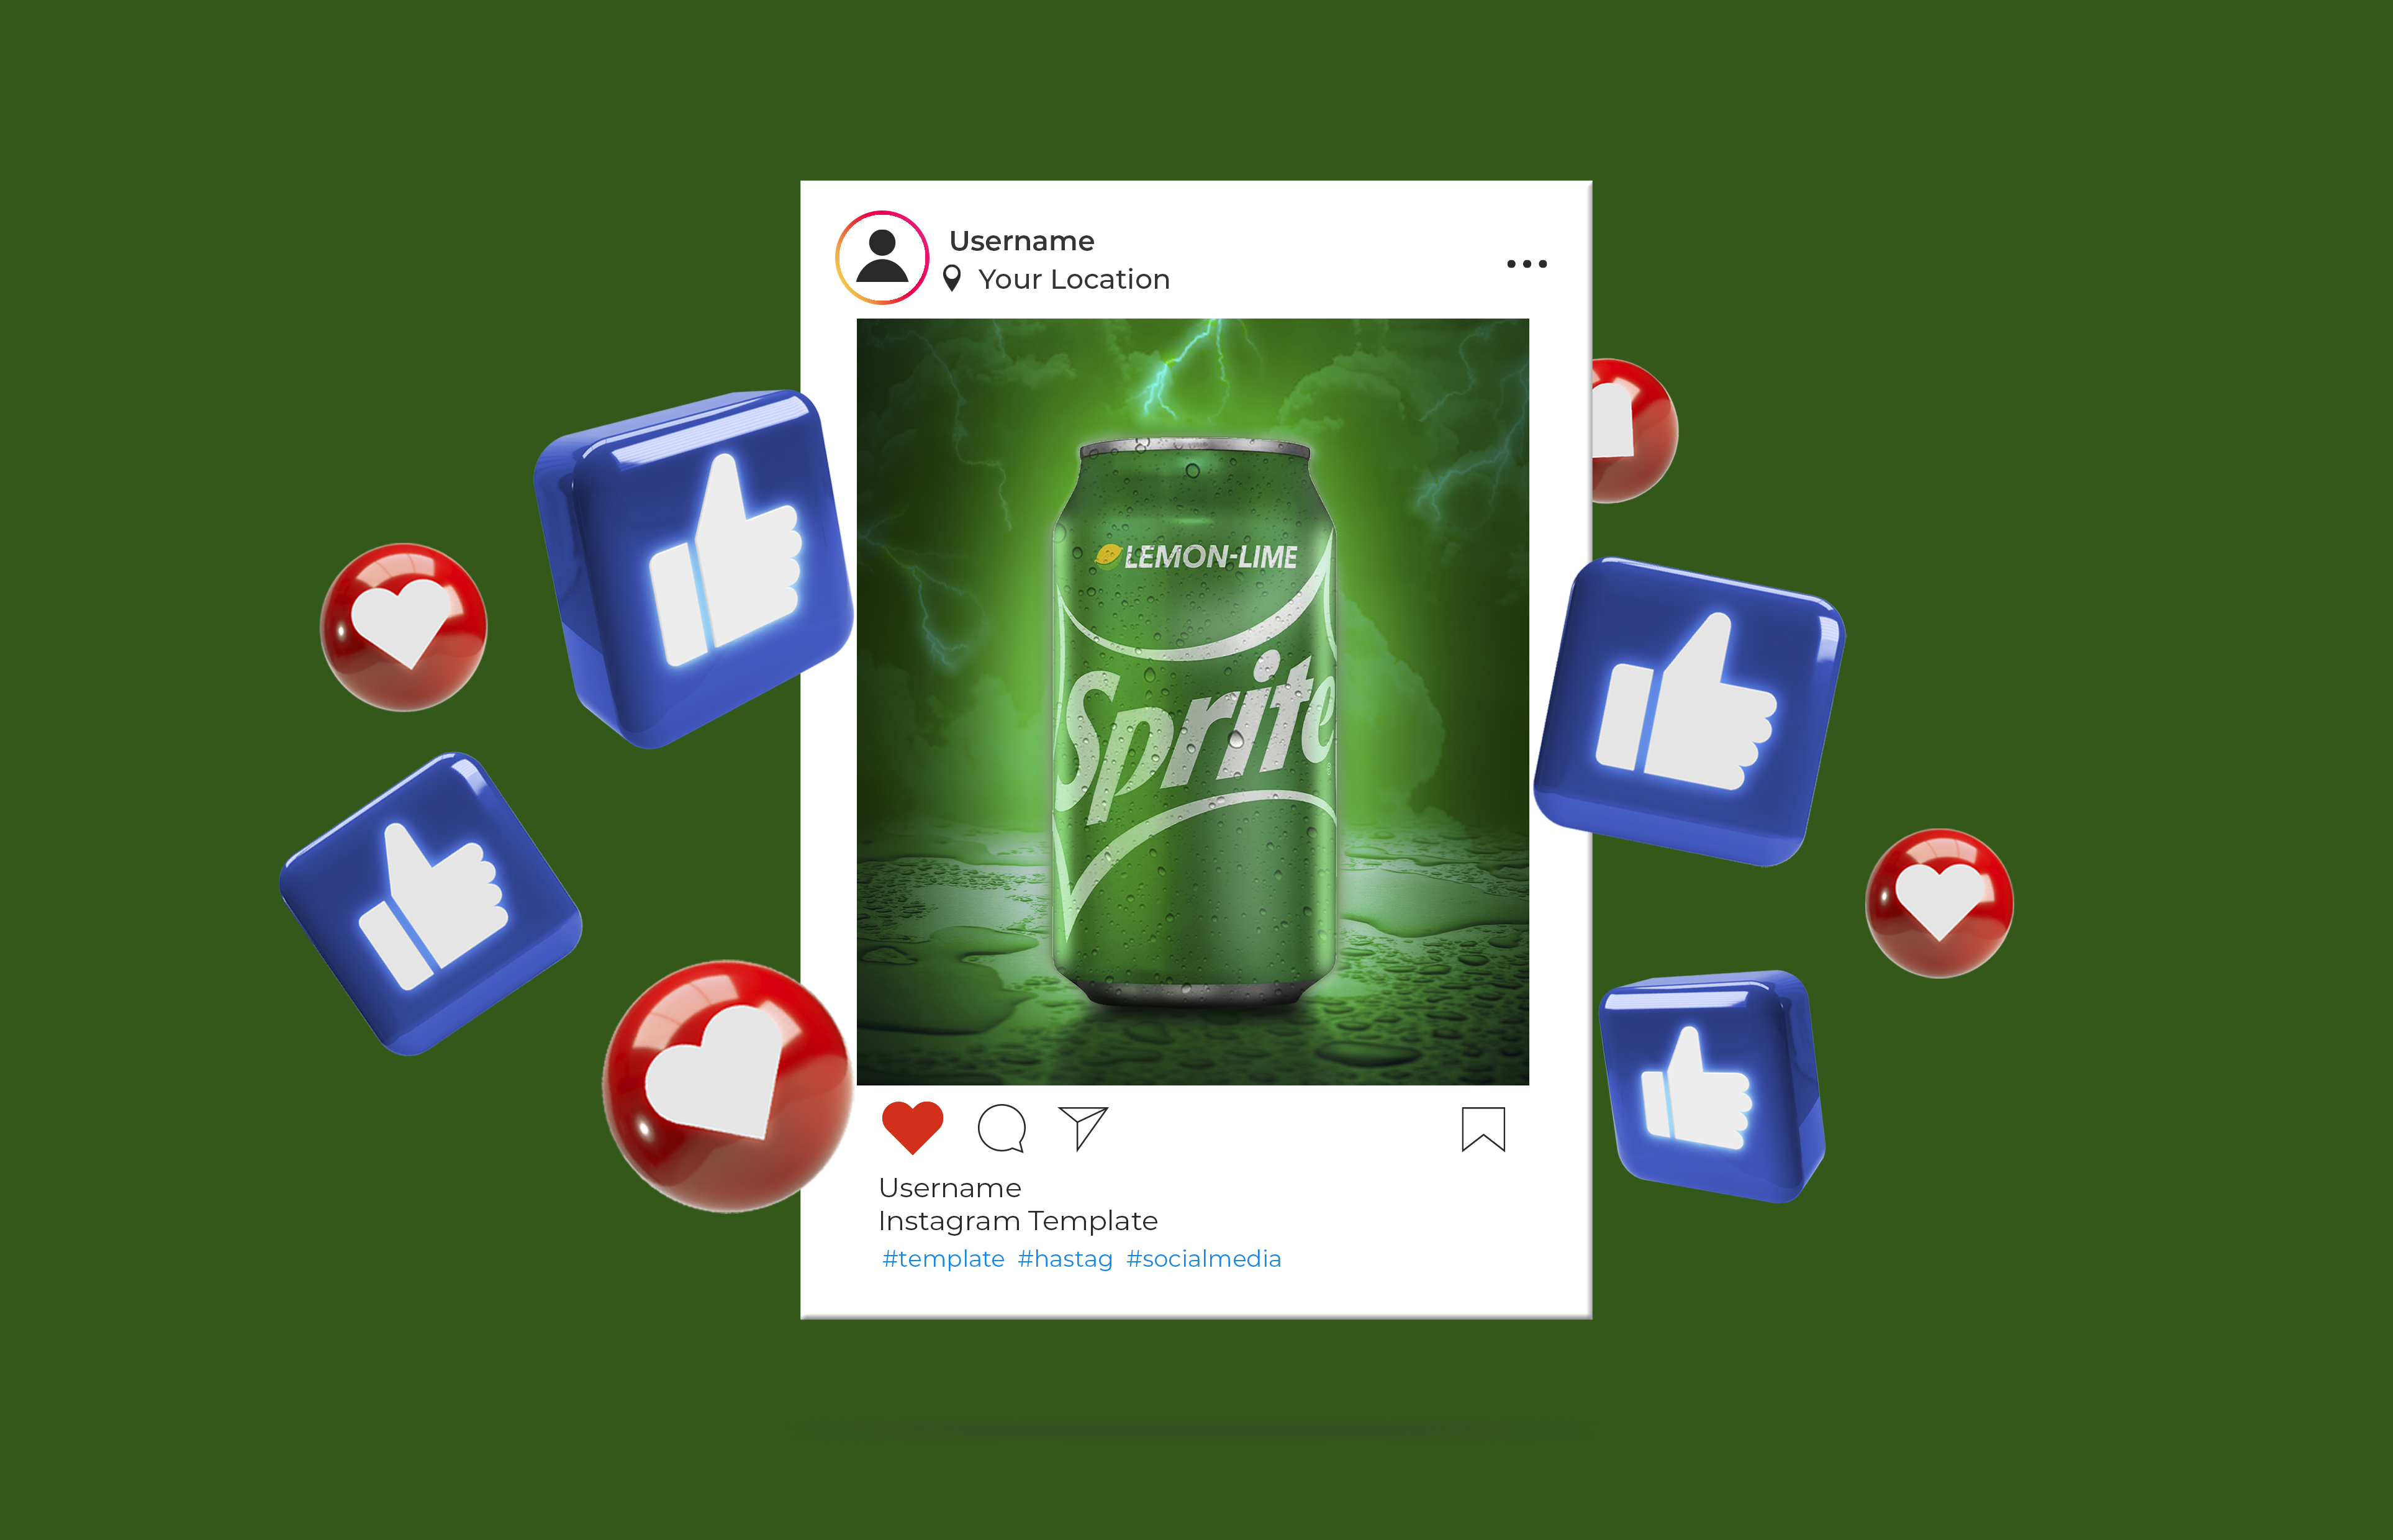 Username
Your Location
LEMON-LIME
Sprite
Username
Instagram Template
#template #hastag #socialmedia